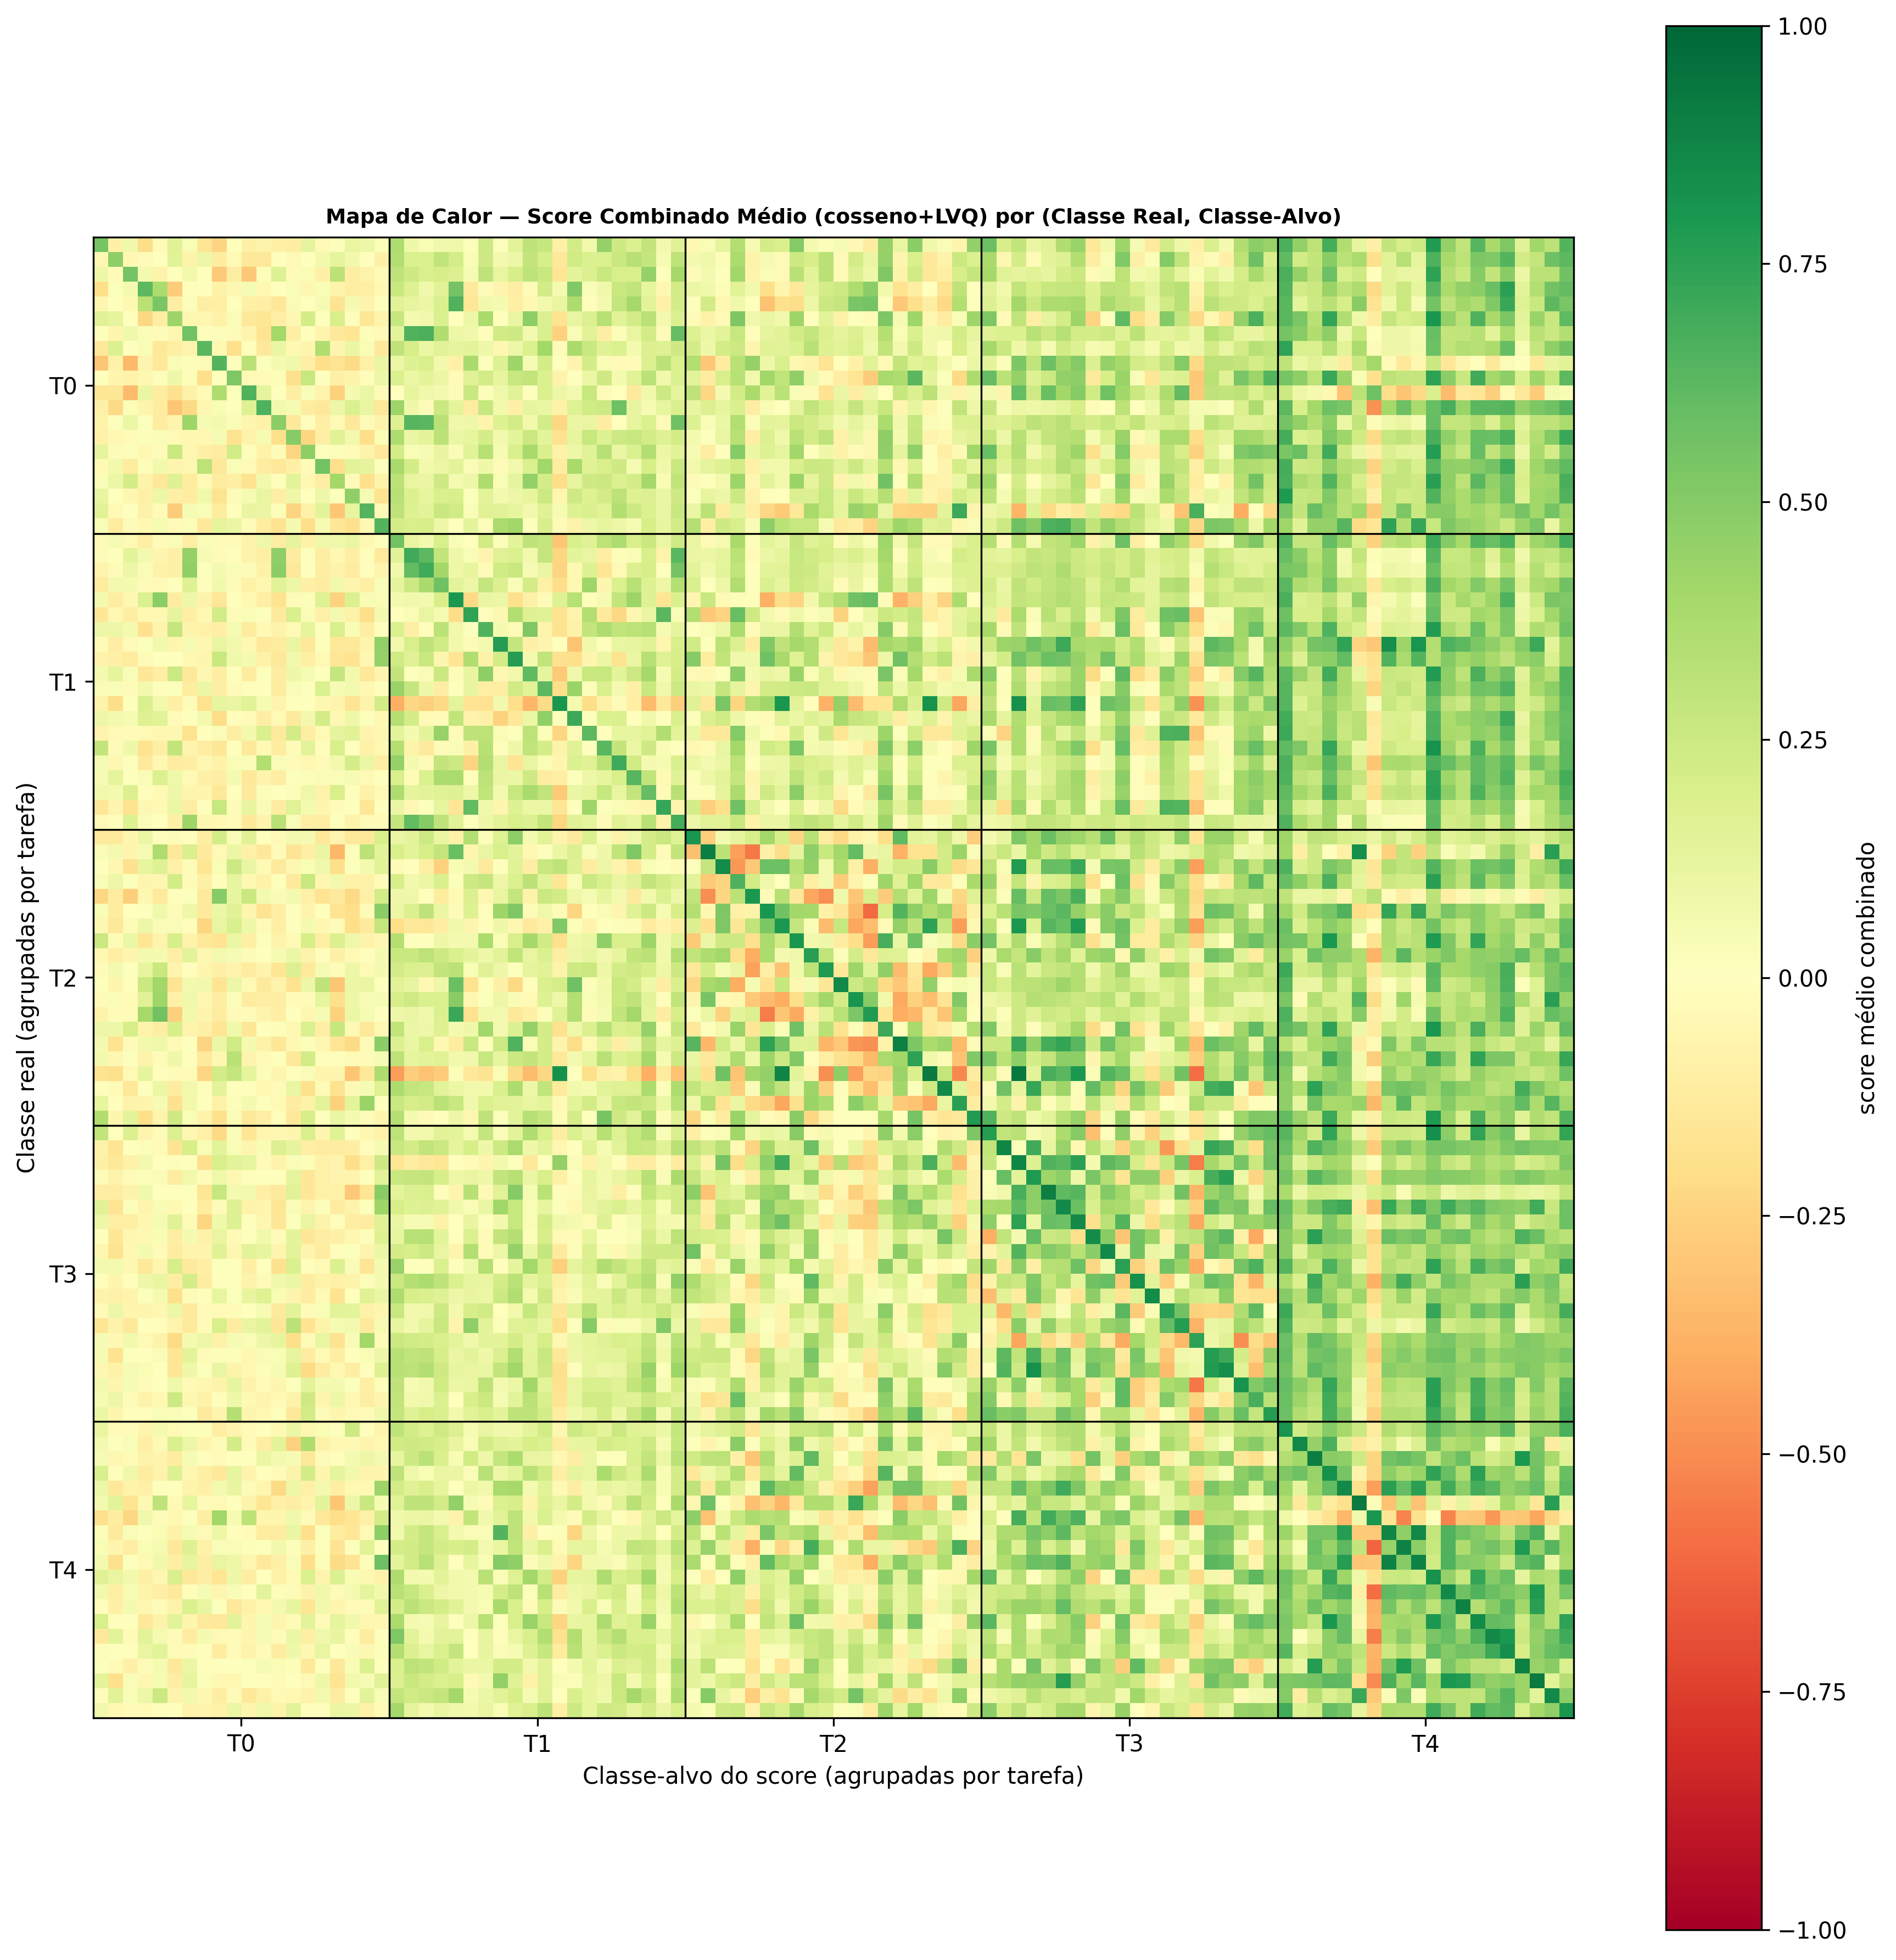 Mapa de Calor — Score Combinado Médio (cosseno+LVQ) por (Classe Real, Classe-Alvo)
Classe real (agrupadas por tarefa)
T0
T1
T2
T3
T4
T0 T1 T2 T3 T4
Classe-alvo do score (agrupadas por tarefa)
1.00
0.75
0.50
0.25
0.00
−0.25
−0.50
−0.75
−1.00
score médio combinado